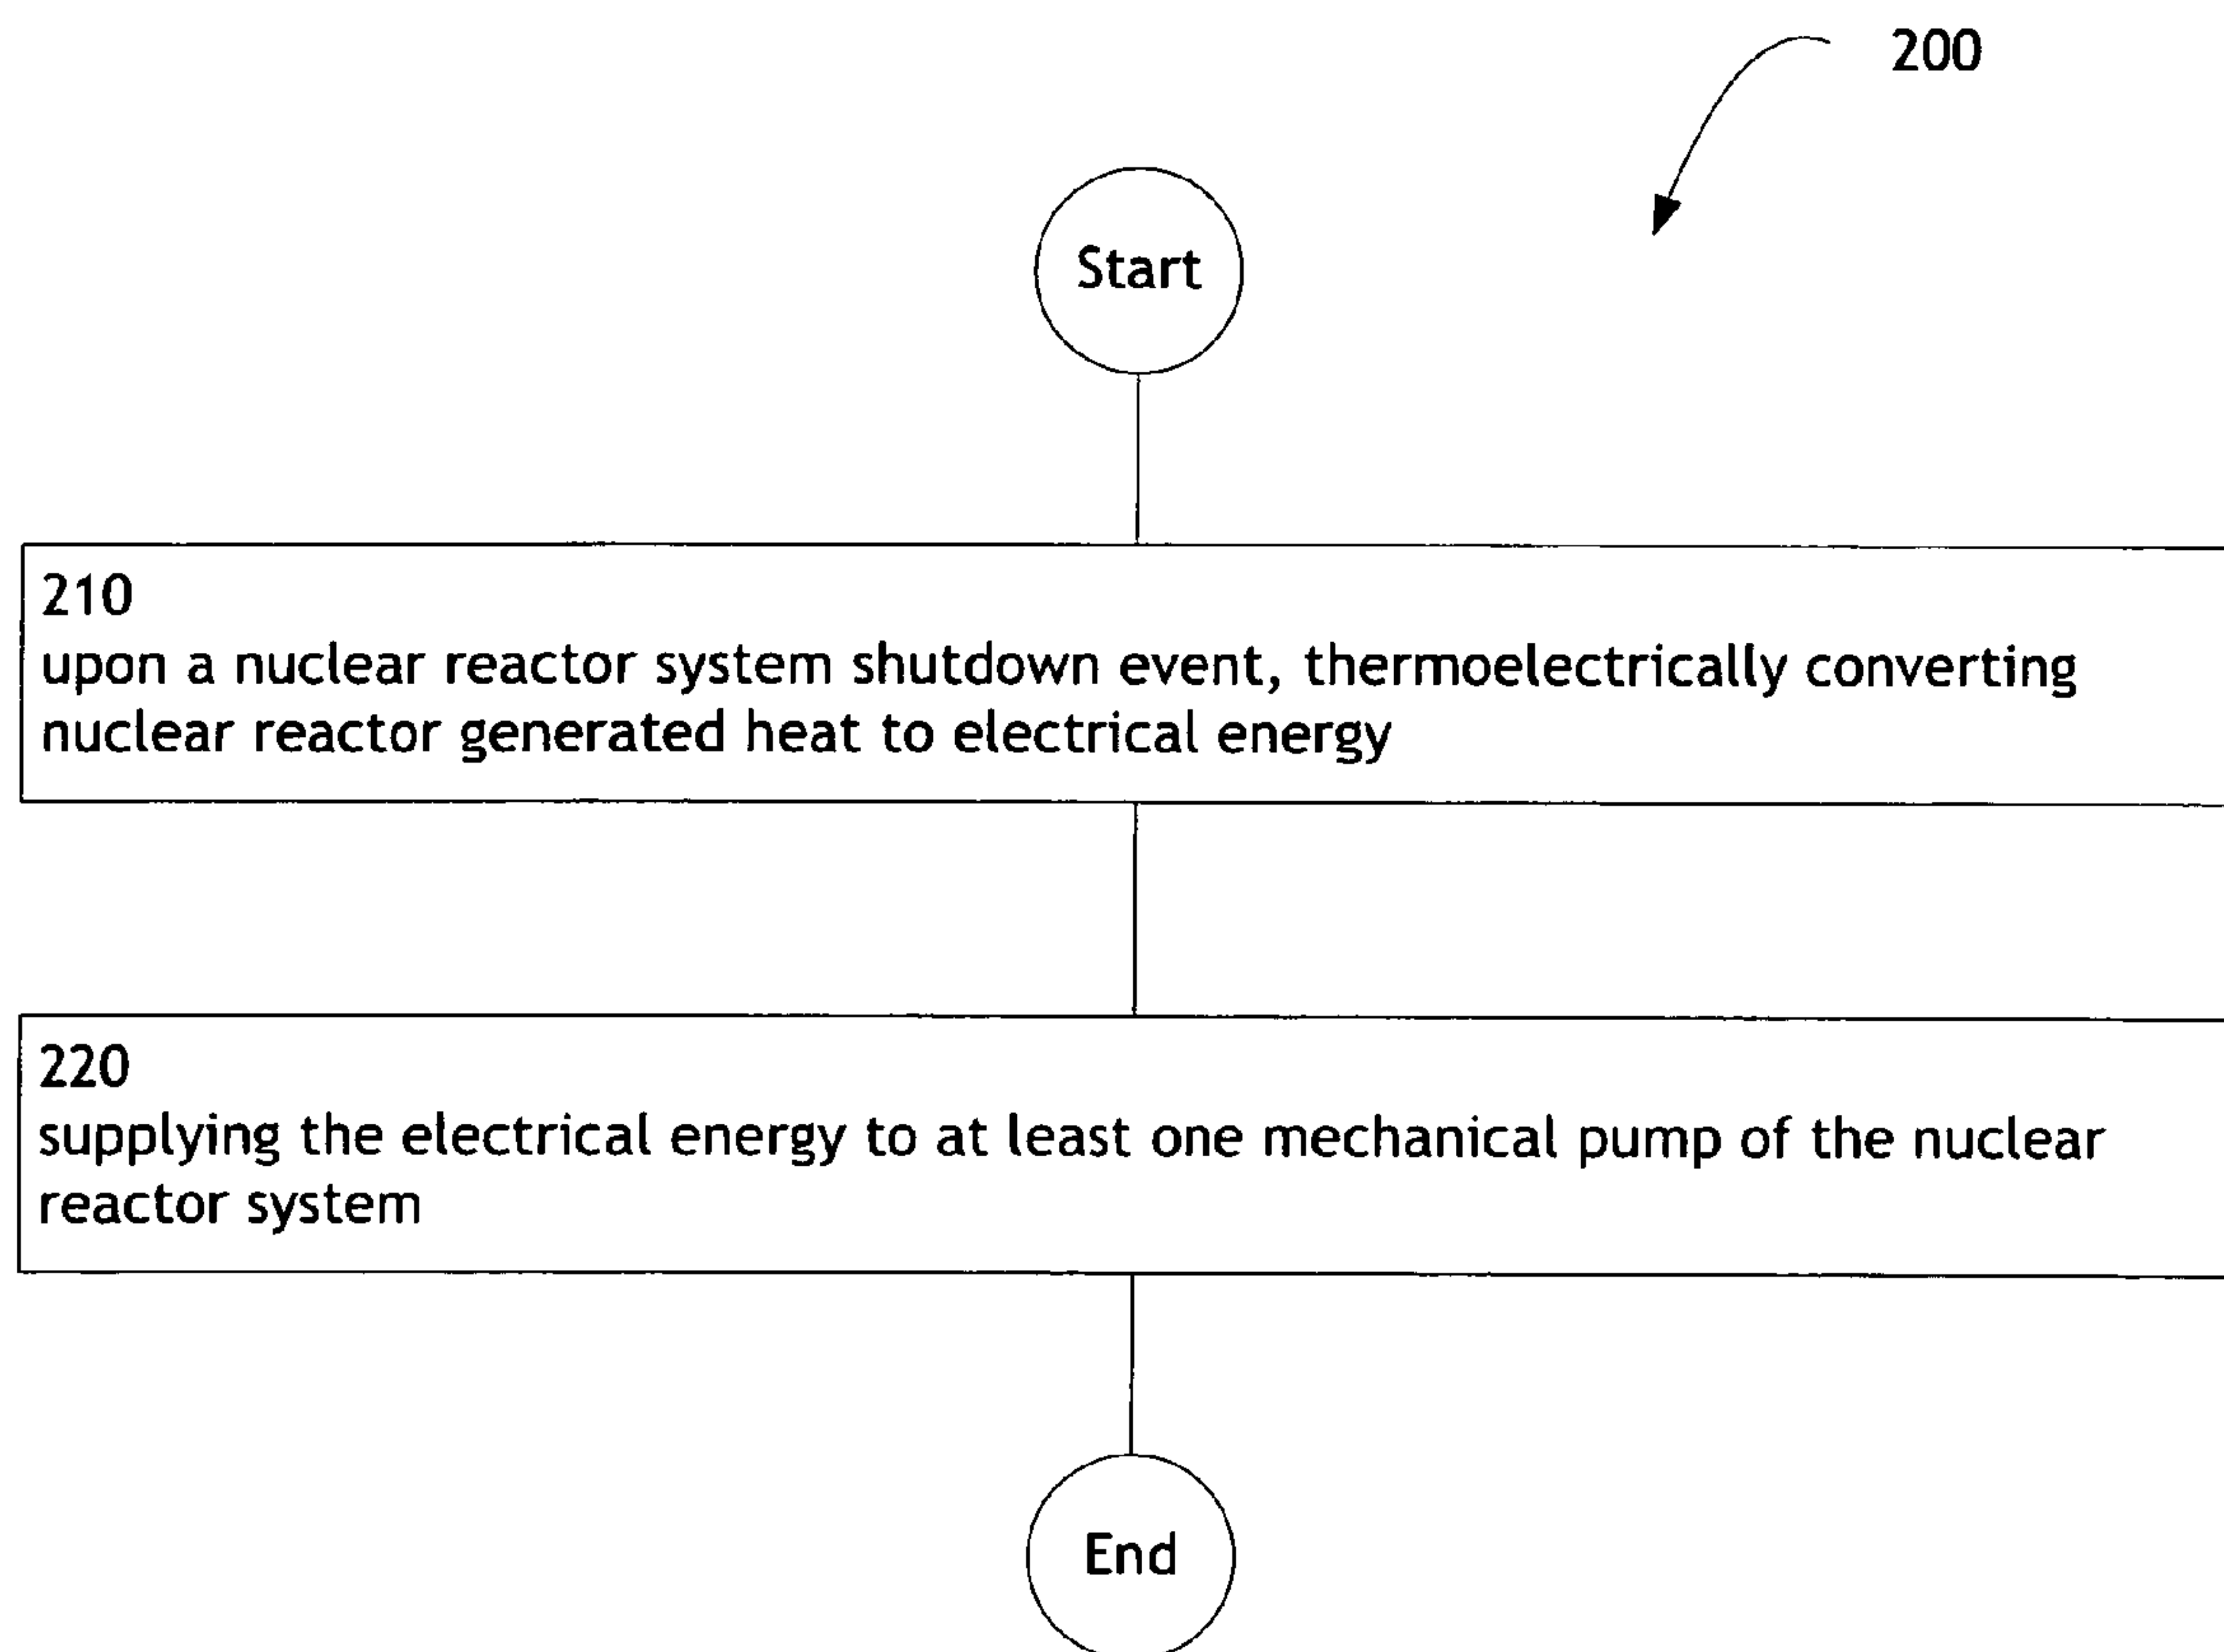 200
Start
210
upon a nuclear reactor system shutdown event, thermoelectrically converting
nuclear reactor generated heat to electrical energy
220
supplying the electrical energy to at least one mechanical pump of the nuclear
reactor system
End